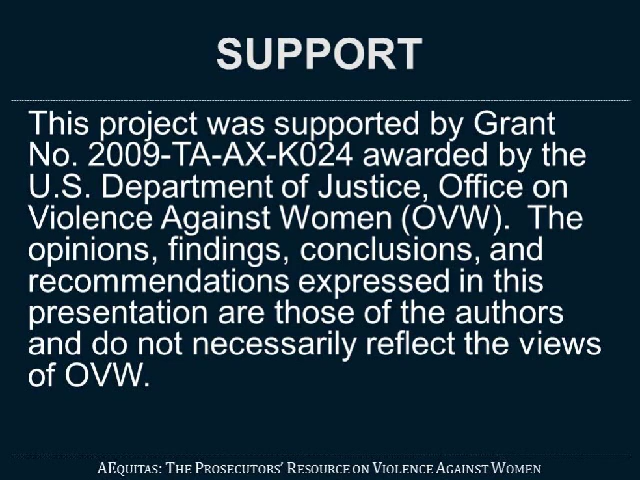 SUPPORT
This project was supported by Grant
No. 2009-TA-AX-K024 awarded by the
U.S. Department of Justice, Office on
Violence Against Women (OVW).  The
opinions, findings, conclusions, and
recommendations expressed in this
presentation are those of the authors
and do not necessarily reflect the views
of OVW.
AEQUITAS: THE PROSECUTORS' RESOURCE ON VIOLENCE AGAINST WOMEN